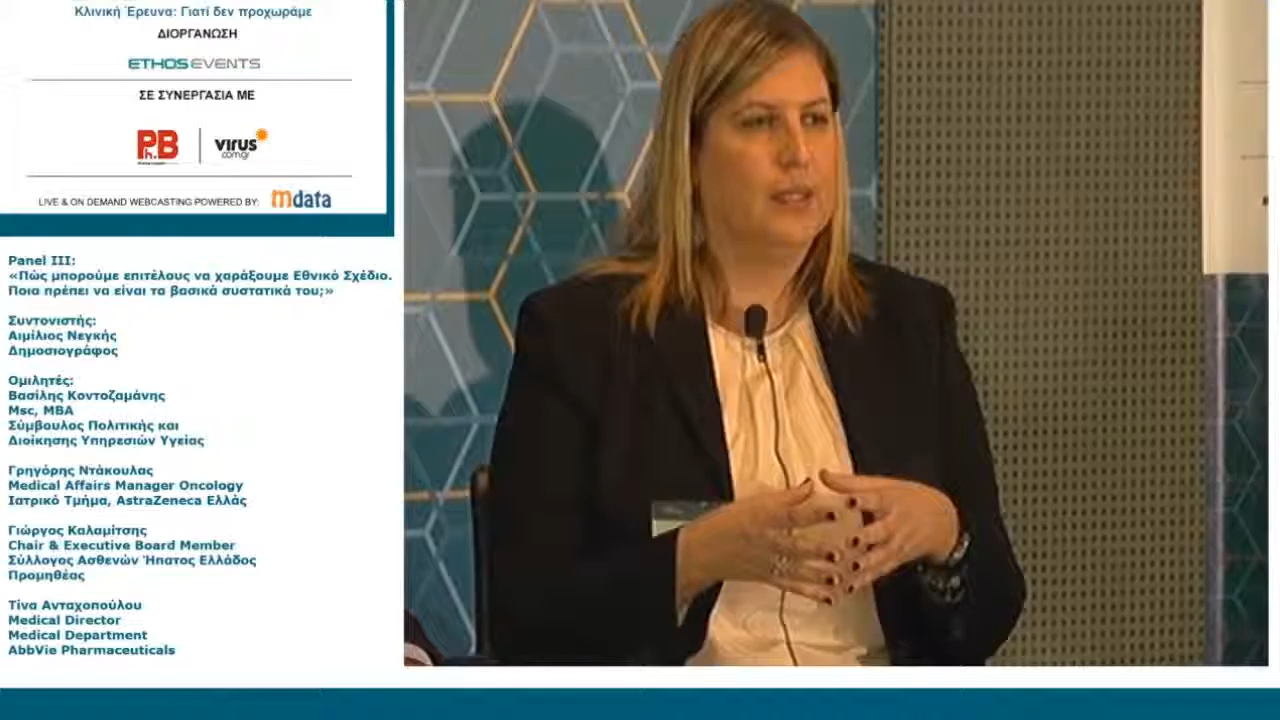 Κλινική Έρευνα: Γιατί δεν προχωράμε
ΔΙΟΡΓΑΝΩΣΗ
ETHOSEVENTS
ΣΕ ΣΥΝΕΡΓΑΣΙΑ ΜΕ
Ph.B
virus
com.gr
LIVE & ON DEMAND WEBCASTING POWERED BY: mdata
Panel III:
«Πώς μπορούμε επιτέλους να χαράξουμε Εθνικό Σχέδιο.
Ποια πρέπει να είναι τα βασικά συστατικά του;»
Συντονιστής:
Αιμίλιος Νεγκής
Δημοσιογράφος
Ομιλητές:
Βασίλης Κοντοζαμάνης
Msc, MBA
Σύμβουλος Πολιτικής και
Διοίκησης Υπηρεσιών Υγείας
Γρηγόρης Ντάκουλας
Medical Affairs Manager Oncology
Ιατρικό Τμήμα, AstraZeneca Ελλάς
Γιώργος Καλαμίτσης
Chair & Executive Board Member
Σύλλογος Ασθενών Ήπατος Ελλάδος
Προμηθέας
Τίνα Ανταχοπούλου
Medical Director
Medical Department
AbbVie Pharmaceuticals